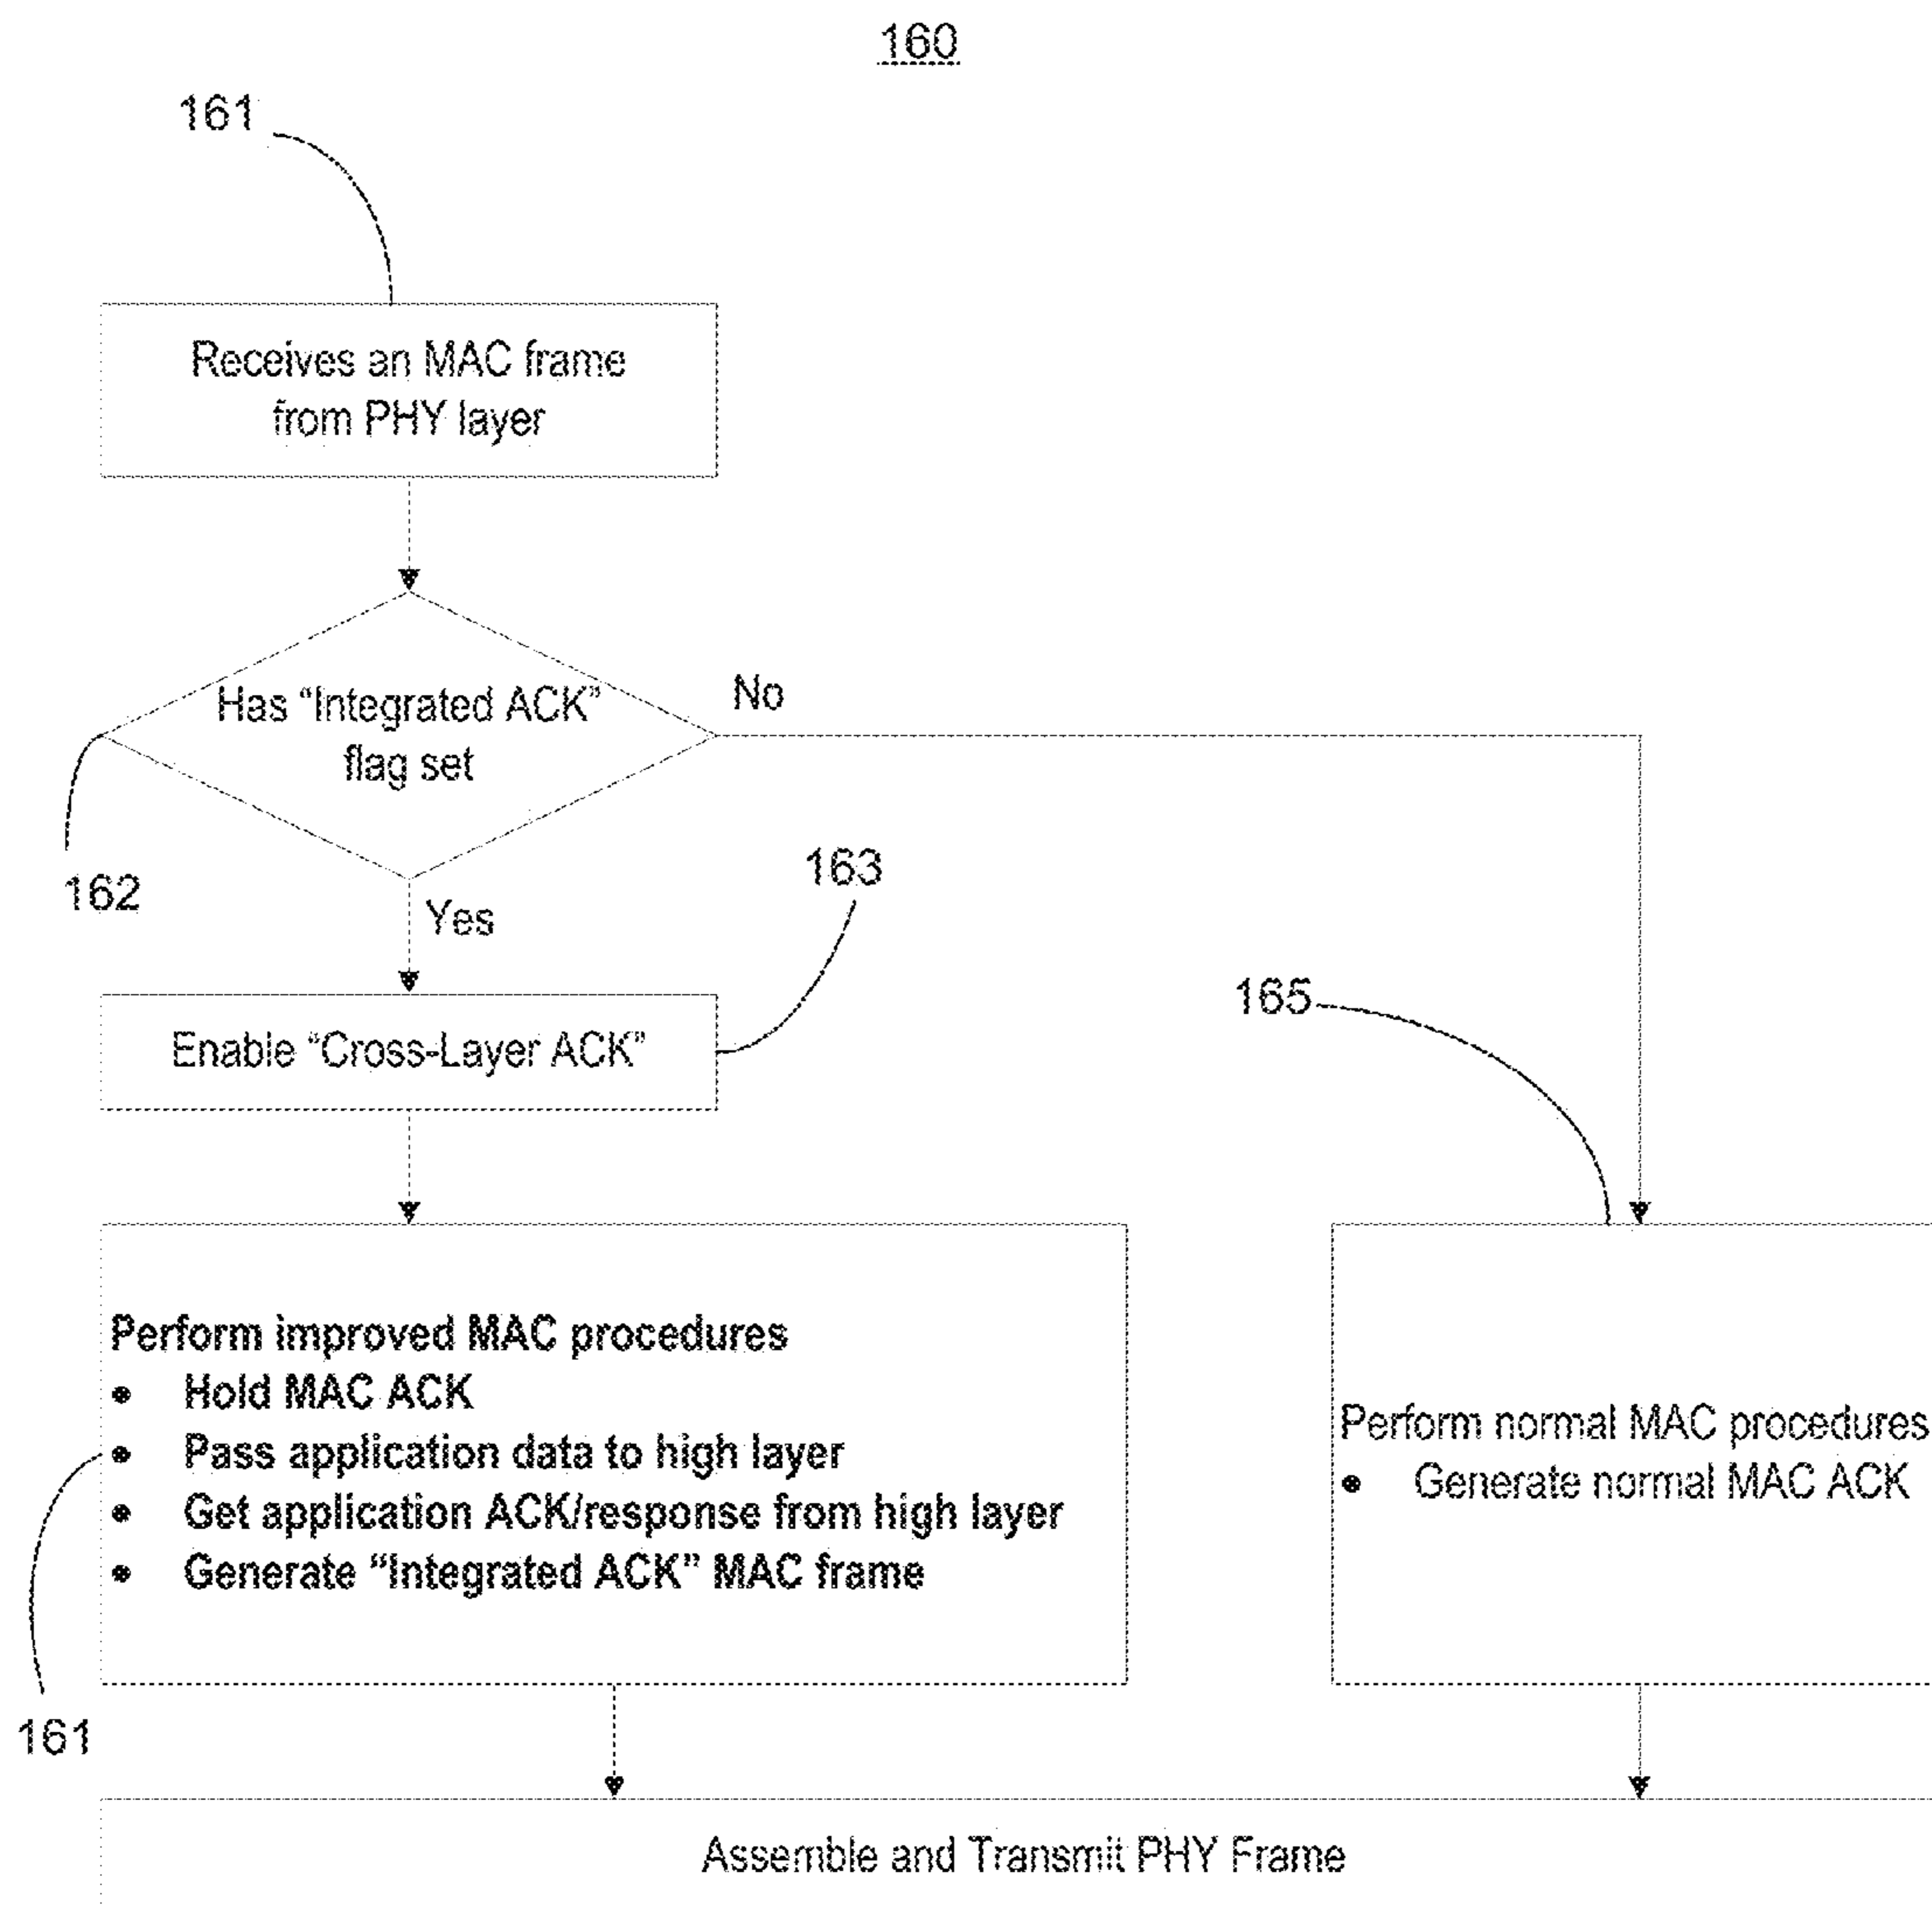 160
161
Receives an MAC frame
from PHY layer
Has “Integrated ACK”
flag set
No
162
Yes
163
Enable “Cross-Layer ACK”
165
Perform improved MAC procedures
• Hold MAC ACK
• Pass application data to high layer
• Get application ACK/response from high layer
• Generate “Integrated ACK” MAC frame
Perform normal MAC procedures
• Generate normal MAC ACK
161
Assemble and Transmit PHY Frame